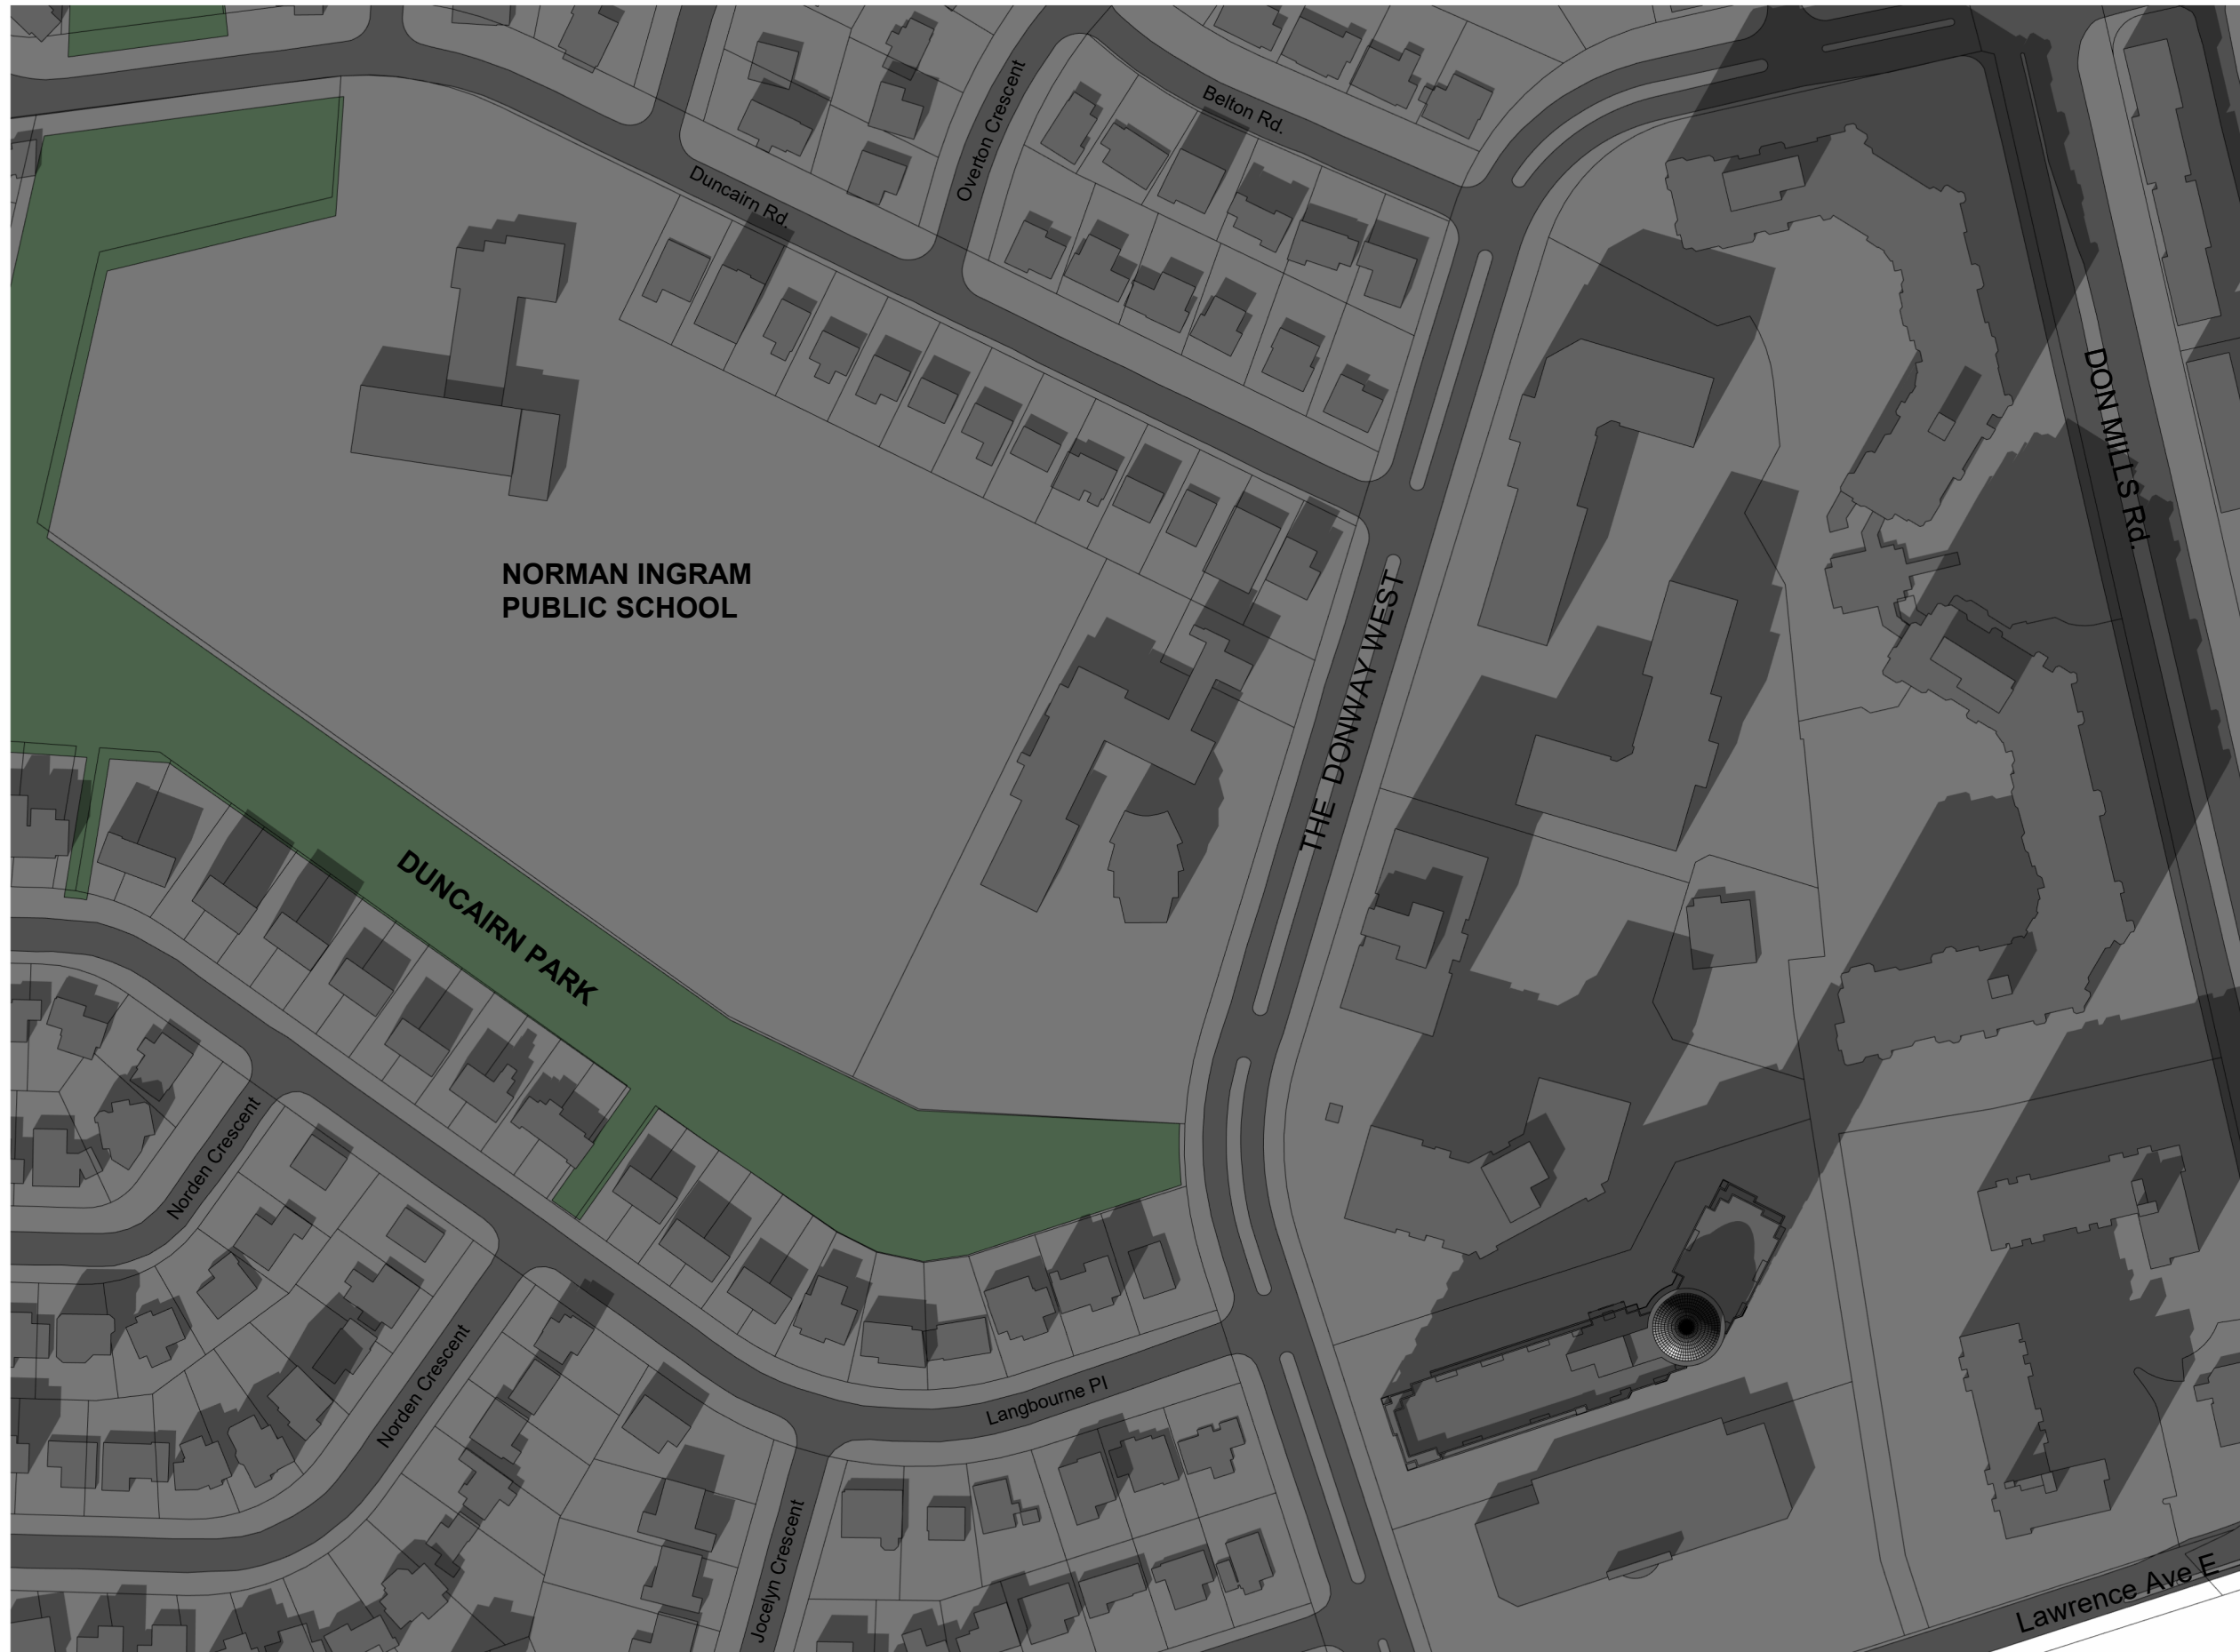 Overton Crescent
Belton Rd.
Duncairn Rd.
DON MILLS Rd.
NORMAN INGRAM
PUBLIC SCHOOL
THE DONWAY WEST
DUNCAIRN PARK
Norden Crescent
Norden Crescent
Langbourne Pl
Jocelyn Crescent
Lawrence Ave E